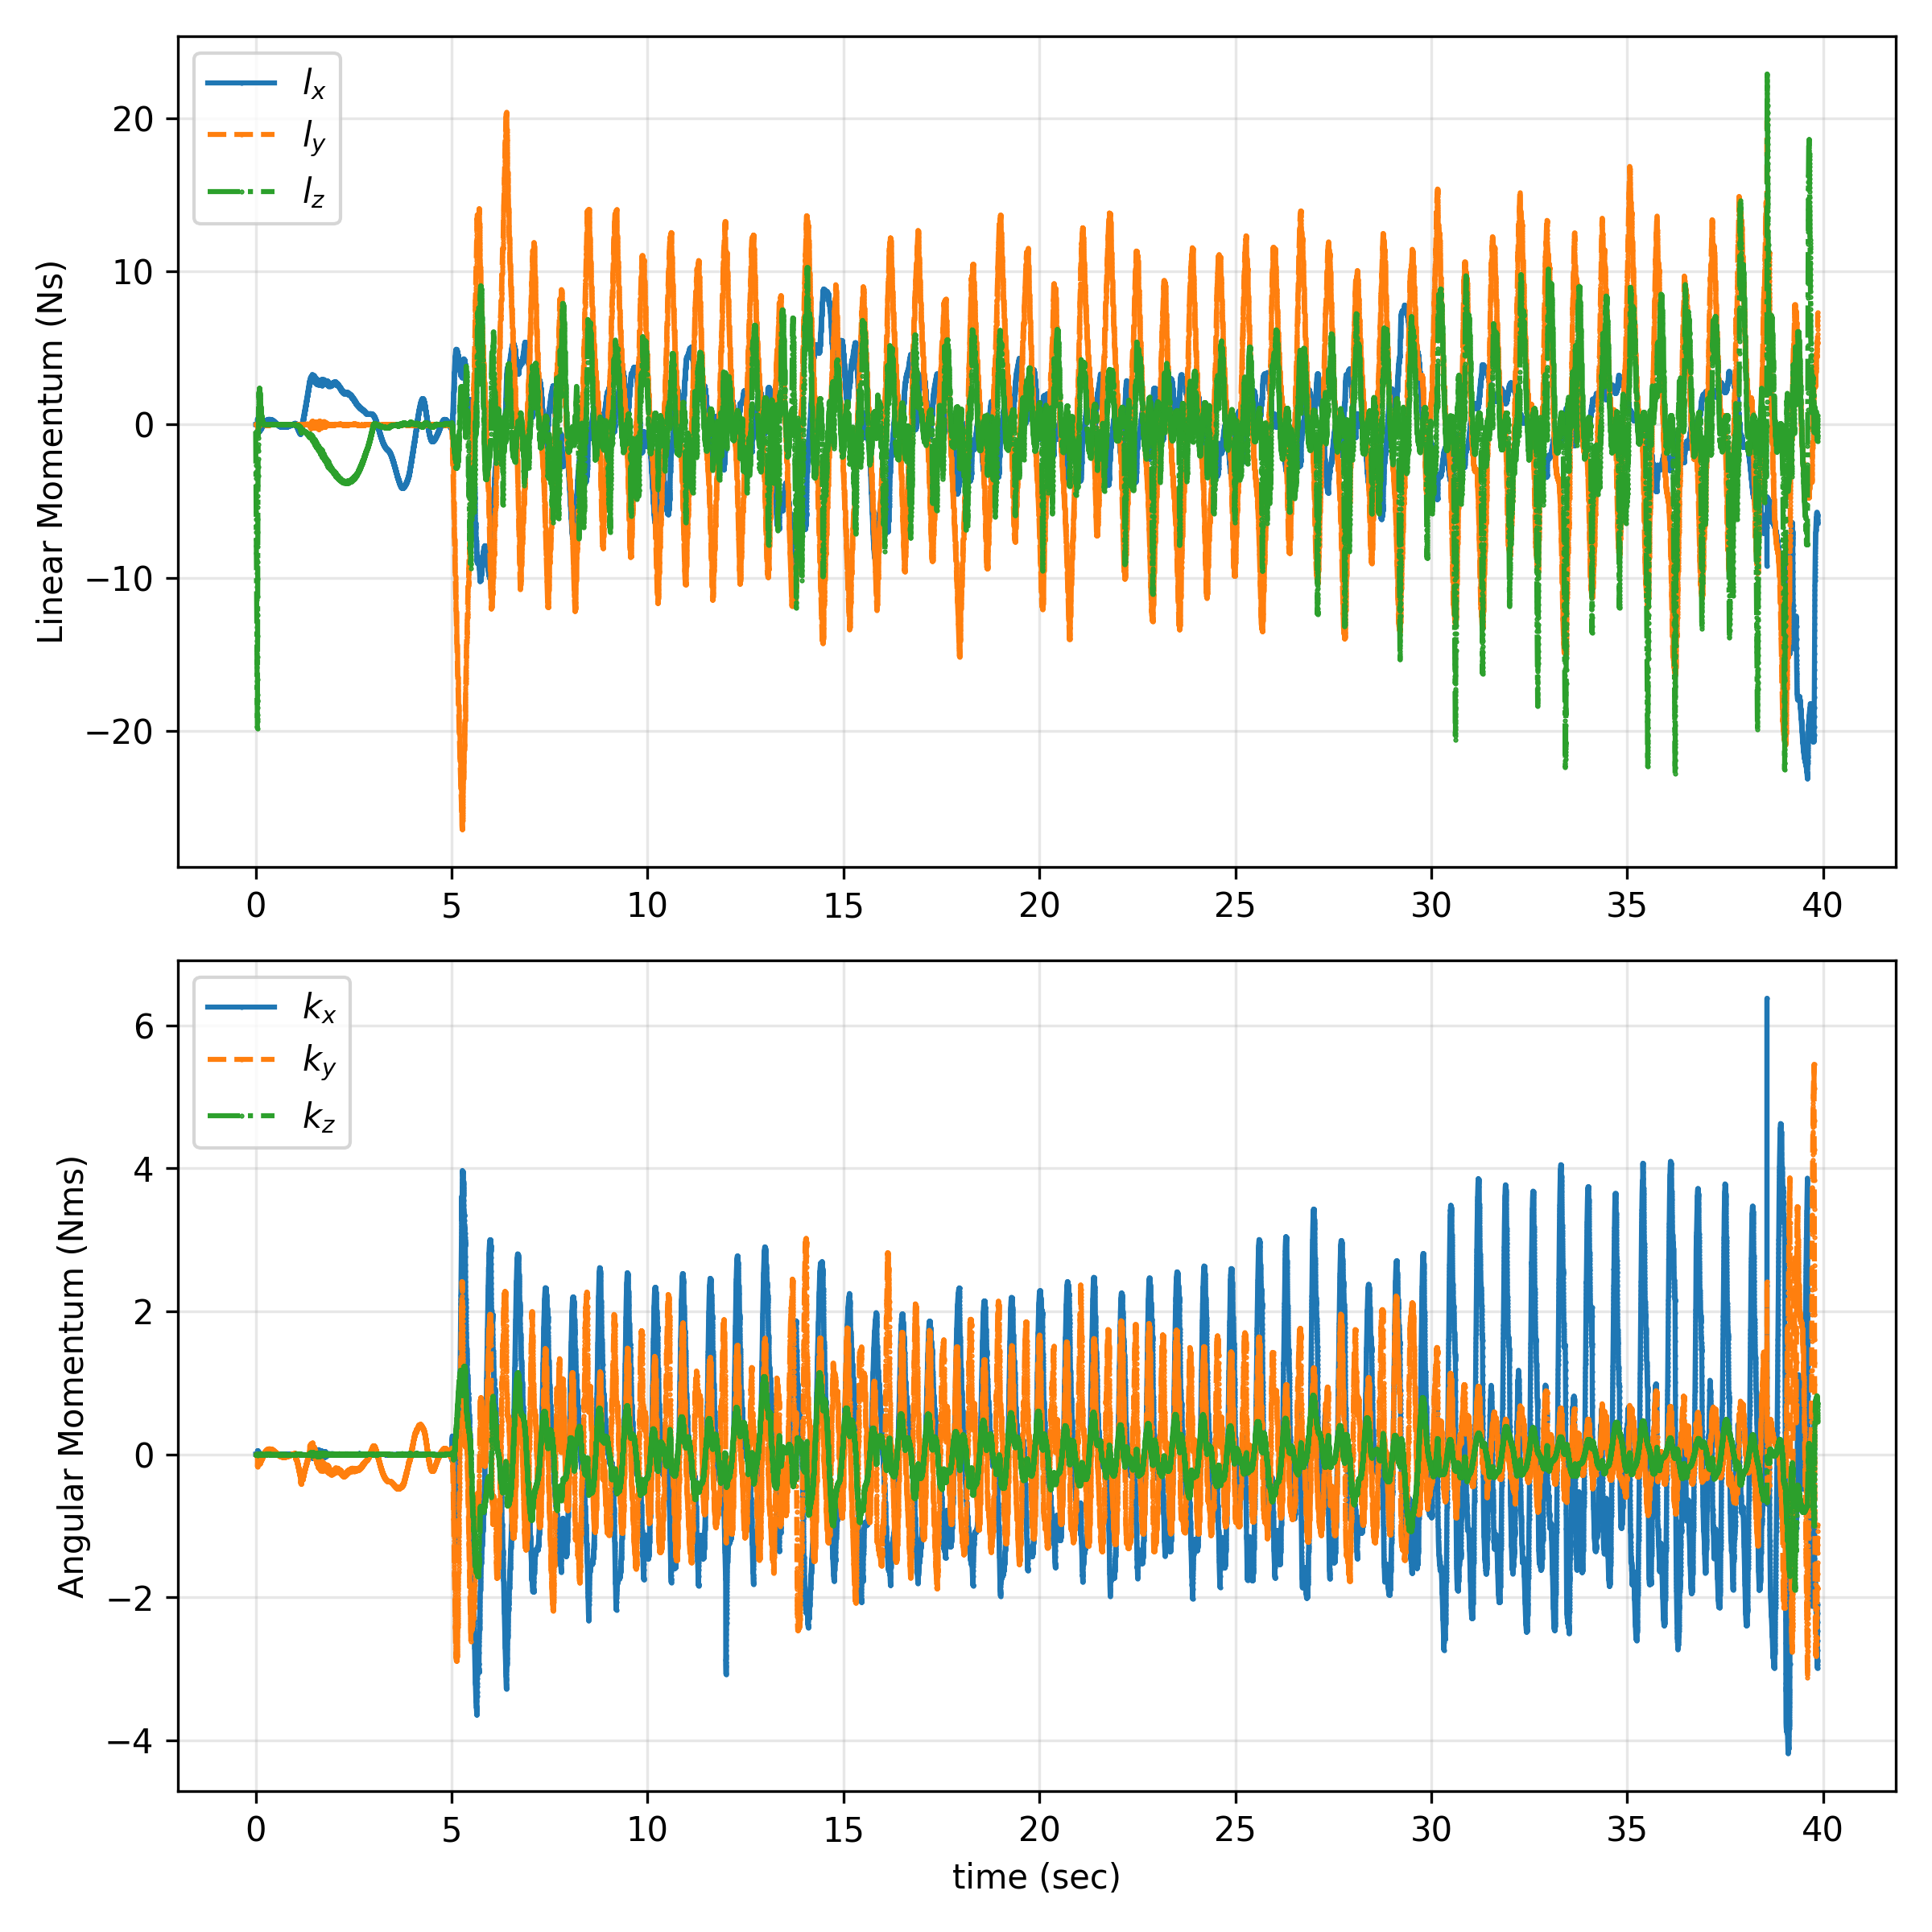 l_x
l_y
l_z
Linear Momentum (Ns)
20
10
0
−10
−20
0 5 10 15 20 25 30 35 40
k_x
k_y
k_z
Angular Momentum (Nms)
6
4
2
0
−2
−4
0 5 10 15 20 25 30 35 40
time (sec)